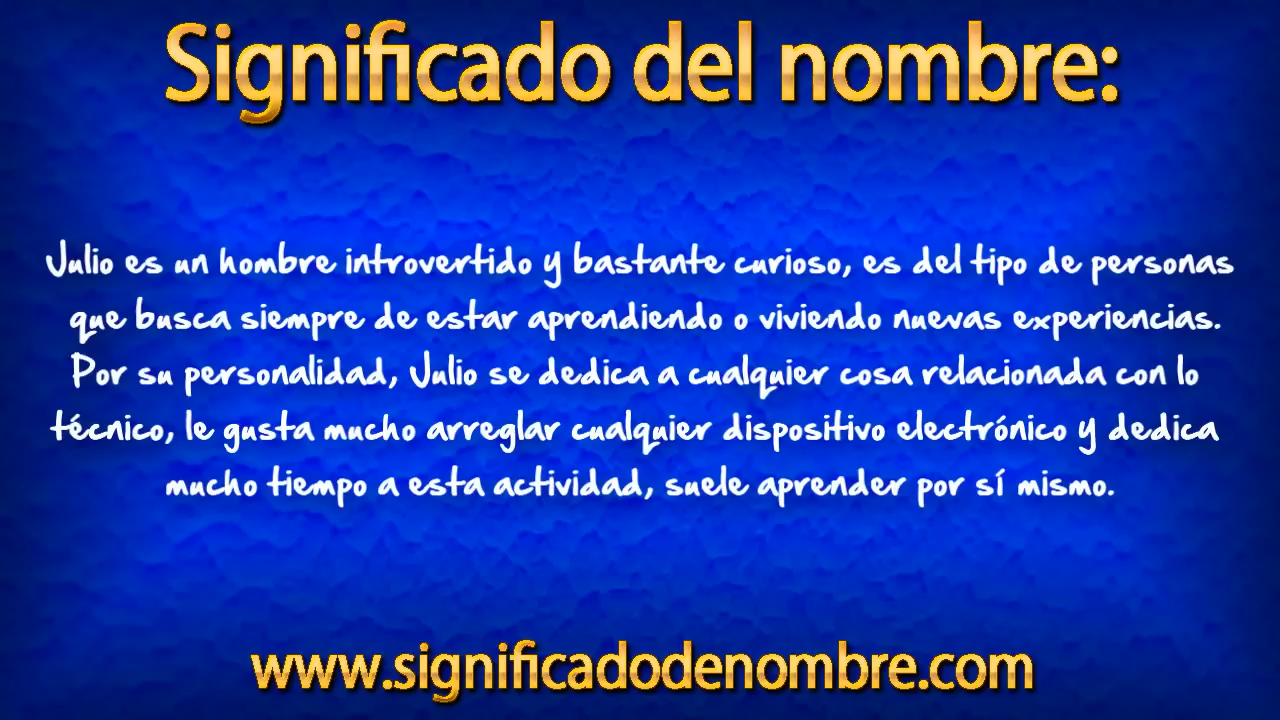 Significado del nombre:
Julio es un hombre introvertido y bastante curioso, es del tipo de personas
que busca siempre de estar aprendiendo o viviendo nuevas experiencias.
Por su personalidad, Julio se dedica a cualquier cosa relacionada con lo
técnico, le gusta mucho arreglar cualquier dispositivo electrónico y dedica
mucho tiempo a esta actividad, suele aprender por sí mismo.
www.significadodenombre.com